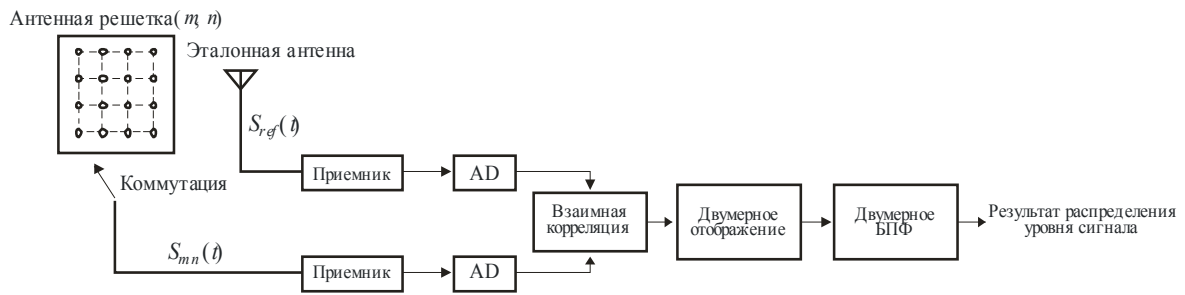 Антенная решетка(m, n)
Эталонная антенна
S_ref(t)
Коммутация
Приемник
AD
Взаимная
корреляция
Двумерное
отображение
Двумерное
БПФ
Результат распределения
уровня сигнала
S_mn(t)
Приемник
AD